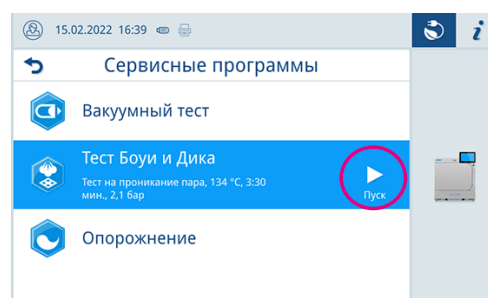 15.02.2022 16:39
i
Сервисные программы
Вакуумный тест
Тест Боуи и Дика
Тест на проникание пара, 134 °C, 3:30
мин., 2,1 бар
Пуск
Опорожнение